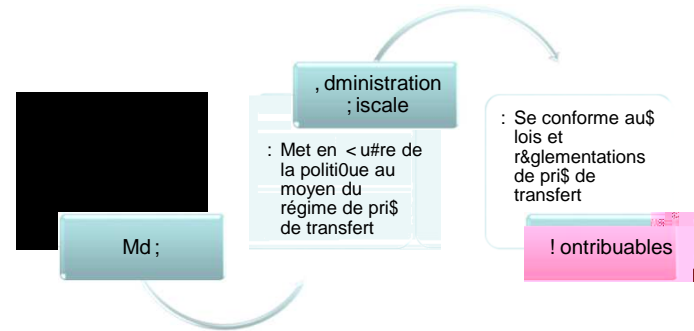 , dministration
; iscale
: Met en < u#re de
la politi0ue au
moyen du
régime de pri$
de transfert
: Se conforme au$
lois et
r&glementations
de pri$ de
transfert
Md ;
! ontribuables